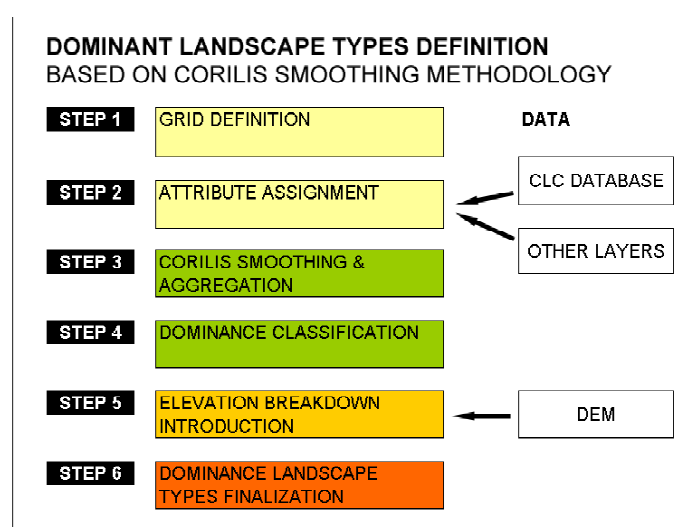 DOMINANT LANDSCAPE TYPES DEFINITION
BASED ON CORILIS SMOOTHING METHODOLOGY
STEP 1
GRID DEFINITION
DATA
STEP 2
ATTRIBUTE ASSIGNMENT
CLC DATABASE
OTHER LAYERS
STEP 3
CORILIS SMOOTHING &
AGGREGATION
STEP 4
DOMINANCE CLASSIFICATION
STEP 5
ELEVATION BREAKDOWN
INTRODUCTION
DEM
STEP 6
DOMINANCE LANDSCAPE
TYPES FINALIZATION